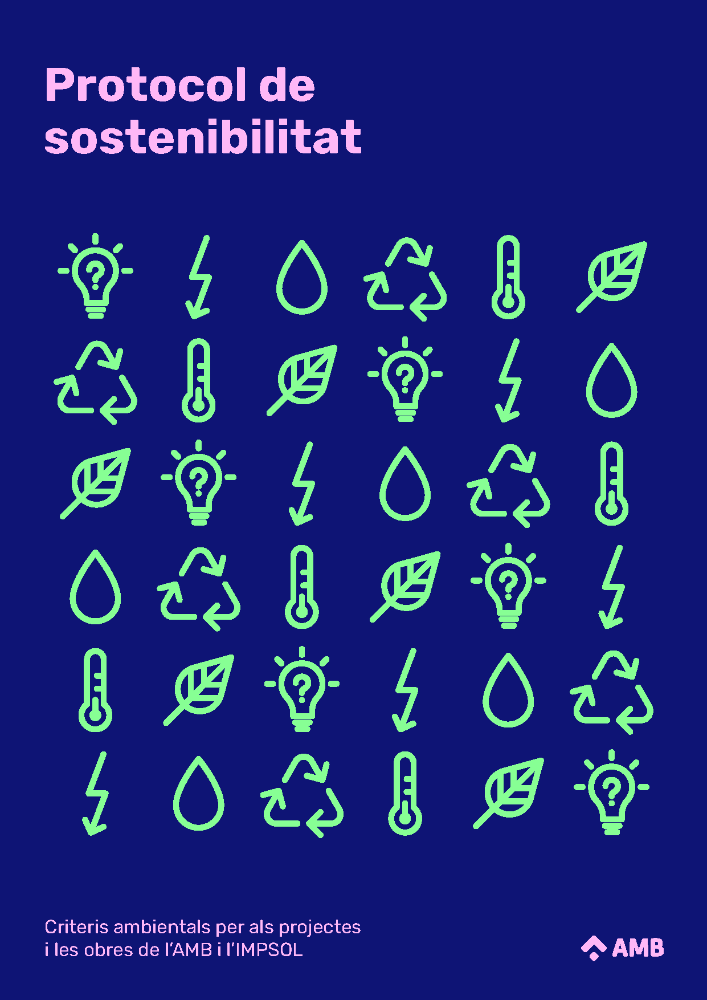 Protocol de
sostenibilitat
Criteris ambientals per als projectes
i les obres de l’AMB i l’IMPSOL
AMB